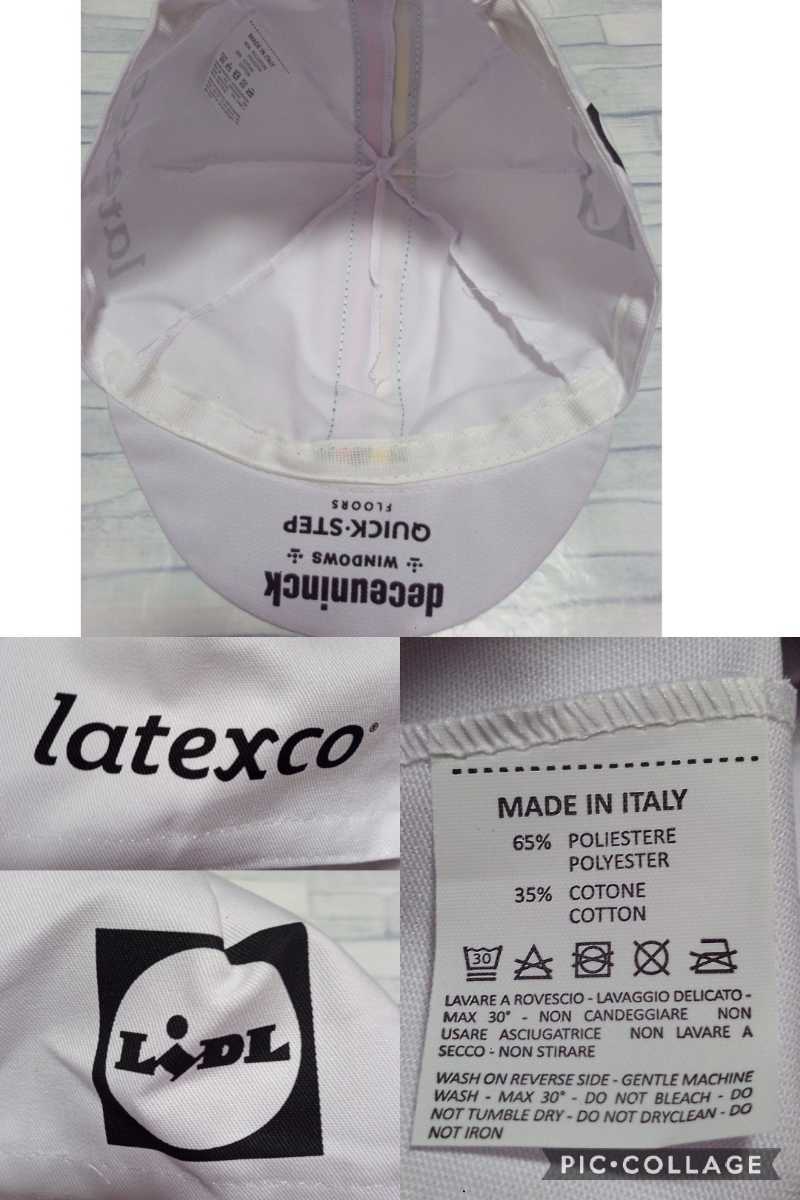 deceuninck
WINDOWS
QUICK-STEP
FLOORS
latexco®
LiDL
MADE IN ITALY
65% POLIESTERE
POLYESTER
35% COTONE
COTTON
30
LAVARE A ROVESCIO - LAVAGGIO DELICATO -
MAX 30° - NON CANDEGGIARE NON
USARE ASCIUGATRICE NON LAVARE A
SECCO - NON STIRARE
WASH ON REVERSE SIDE - GENTLE MACHINE
WASH - MAX 30° - DO NOT BLEACH - DO
NOT TUMBLE DRY - DO NOT DRYCLEAN - DO
NOT IRON
PIC•COLLAGE